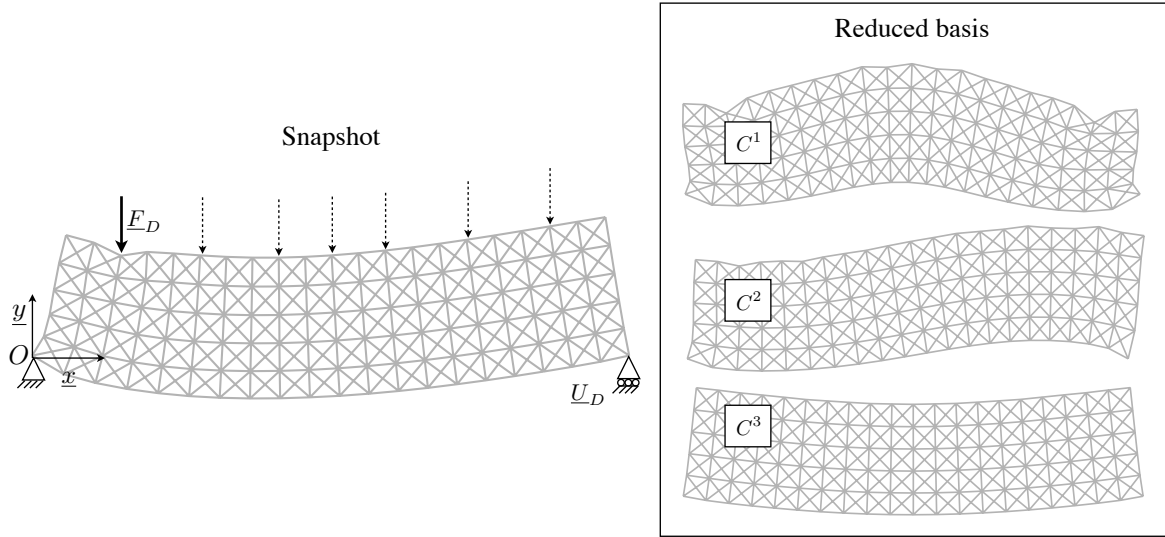 Snapshot
F_D
y
O
x
U_D
Reduced basis
C^1
C^2
C^3